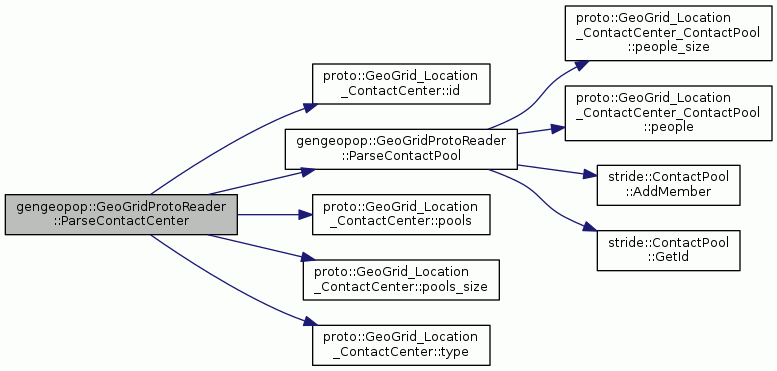 gengeopop::GeoGridProtoReader
::ParseContactCenter
proto::GeoGrid_Location
_ContactCenter::id
gengeopop::GeoGridProtoReader
::ParseContactPool
proto::GeoGrid_Location
_ContactCenter::pools
proto::GeoGrid_Location
_ContactCenter::pools_size
proto::GeoGrid_Location
_ContactCenter::type
proto::GeoGrid_Location
_ContactCenter_ContactPool
::people_size
proto::GeoGrid_Location
_ContactCenter_ContactPool
::people
stride::ContactPool
::AddMember
stride::ContactPool
::GetId